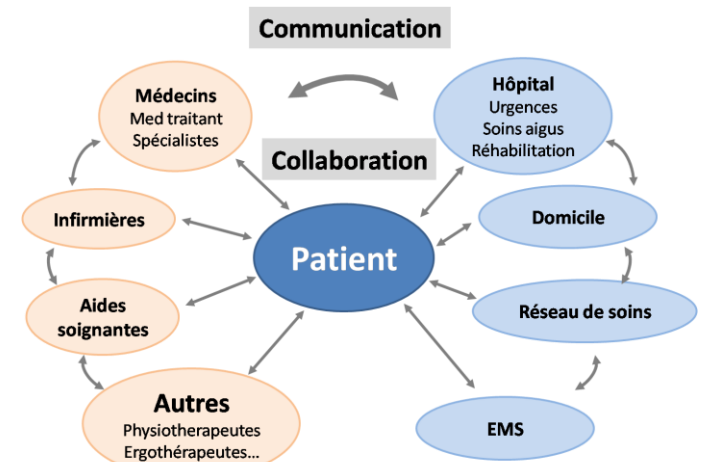 Communication
Médecins
Med traitant
Spécialistes
Hôpital
Urgences
Soins aigus
Réhabilitation
Collaboration
Infirmières
Domicile
Patient
Aides
soignantes
Réseau de soins
Autres
Physiotherapeutes
Ergothérapeutes...
EMS